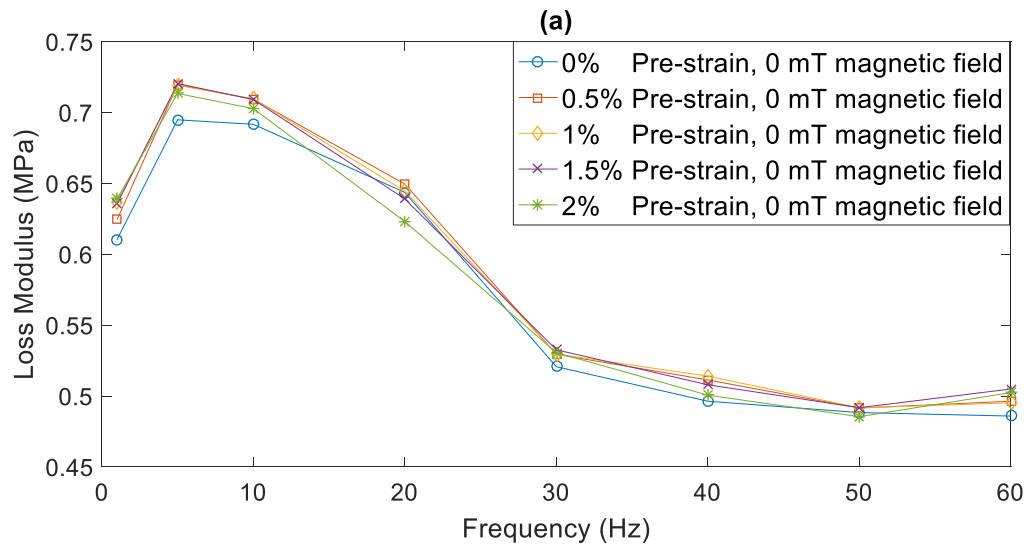 (a)
0.75
0.7
0.65
0.6
0.55
0.5
0.45
Loss Modulus (MPa)
0% Pre-strain, 0 mT magnetic field
0.5% Pre-strain, 0 mT magnetic field
1% Pre-strain, 0 mT magnetic field
1.5% Pre-strain, 0 mT magnetic field
2% Pre-strain, 0 mT magnetic field
0 10 20 30 40 50 60
Frequency (Hz)